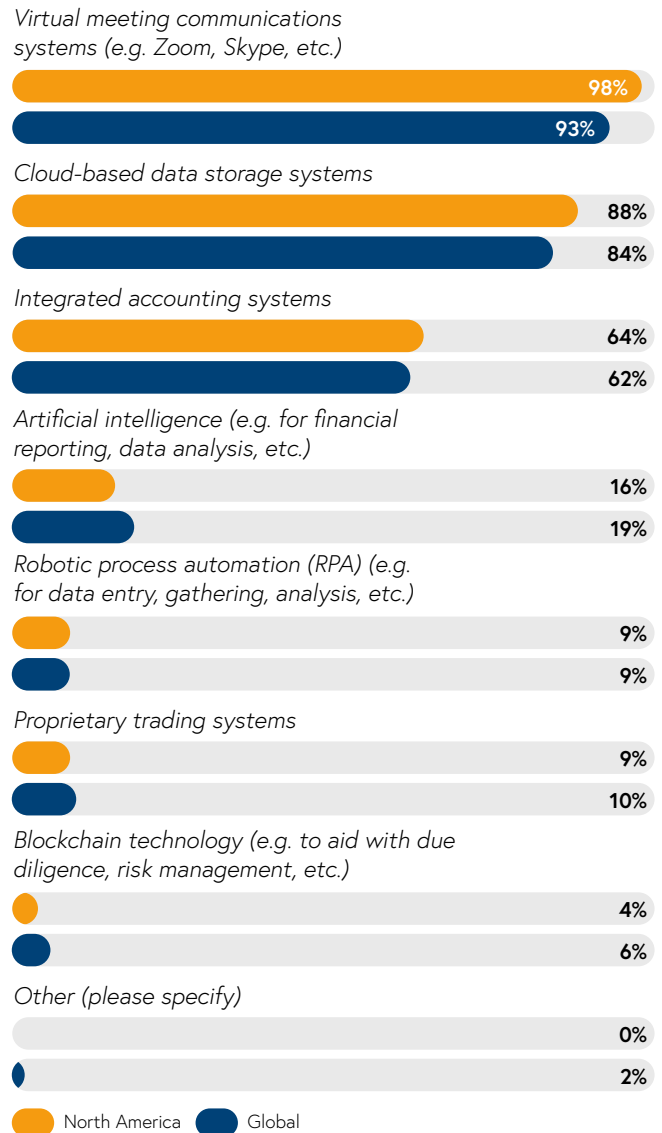 Virtual meeting communications
systems (e.g. Zoom, Skype, etc.)
98%
93%
Cloud-based data storage systems
88%
84%
Integrated accounting systems
64%
62%
Artificial intelligence (e.g. for financial
reporting, data analysis, etc.)
16%
19%
Robotic process automation (RPA) (e.g.
for data entry, gathering, analysis, etc.)
9%
9%
Proprietary trading systems
9%
10%
Blockchain technology (e.g. to aid with due
diligence, risk management, etc.)
4%
6%
Other (please specify)
0%
2%
North America Global